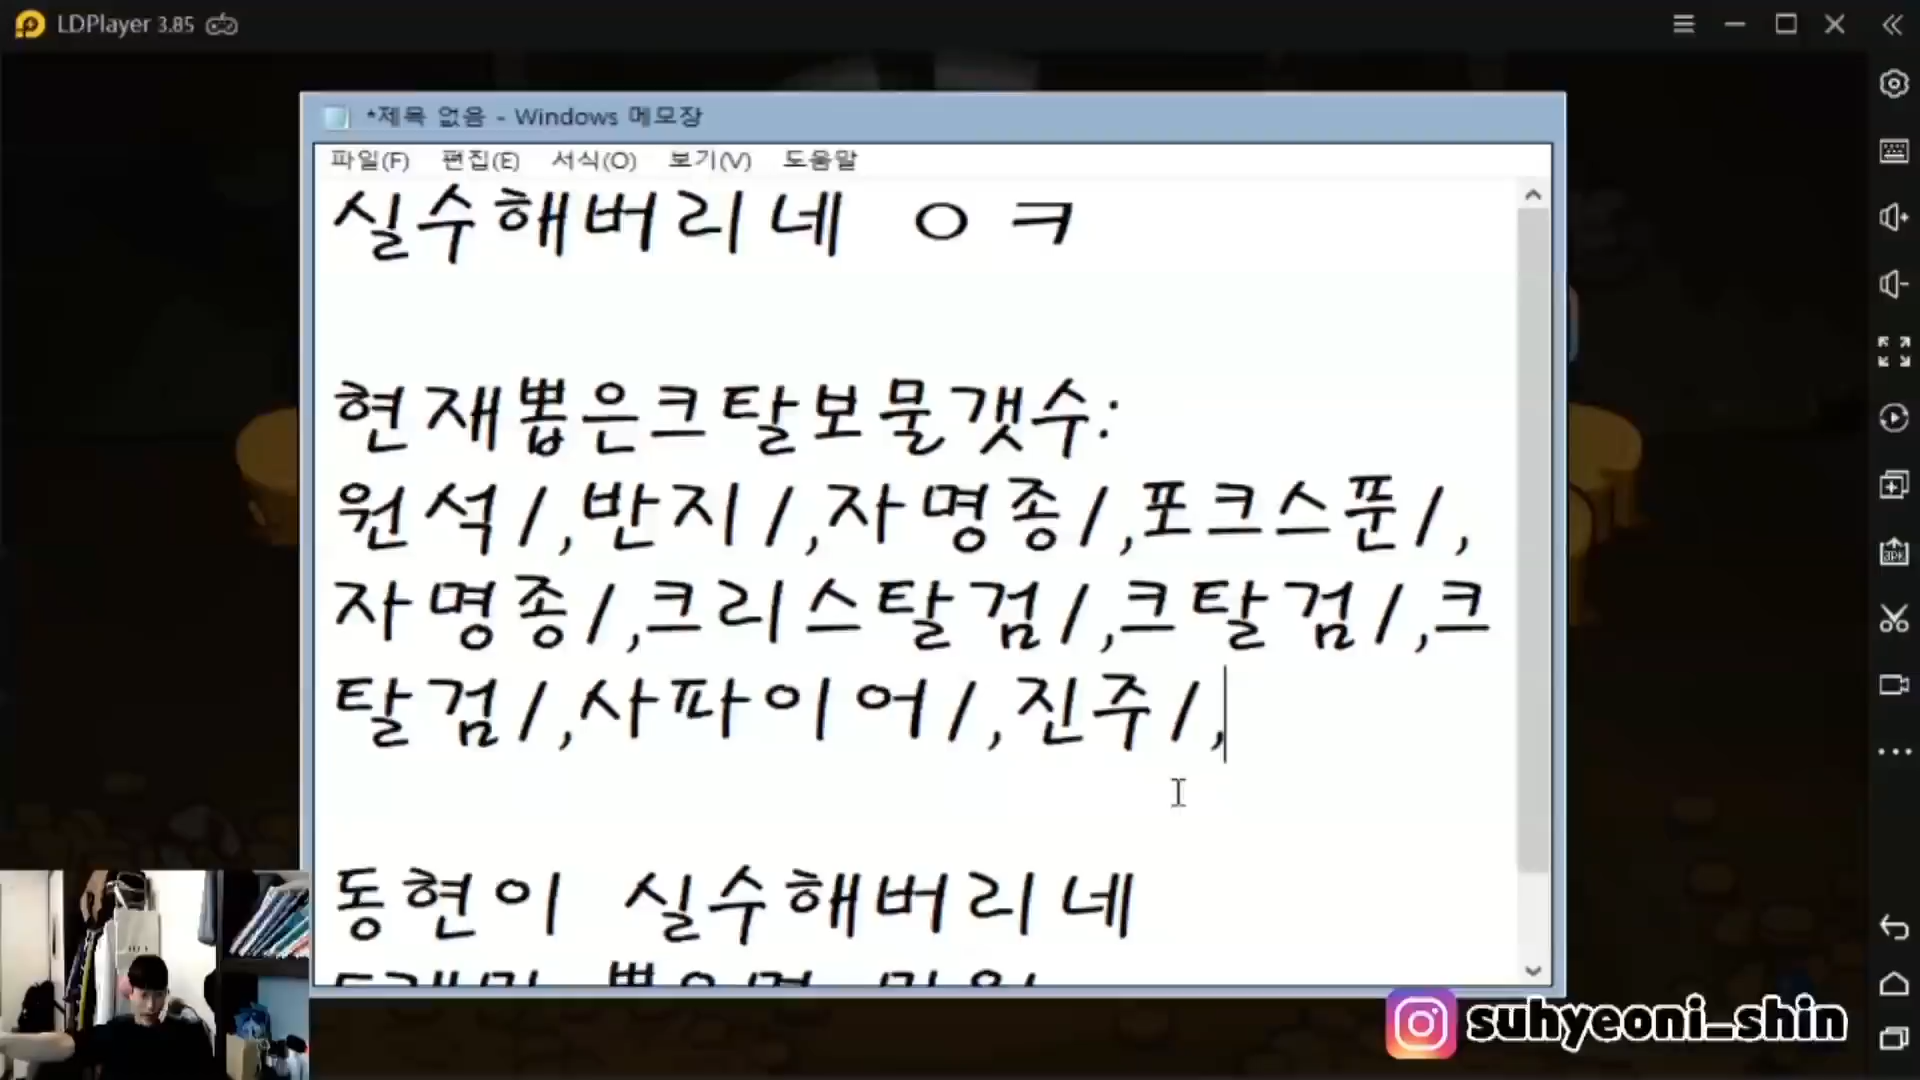 LDPlayer 3.85
*제목 없음 - Windows 메모장
파일(F) 편집(E) 서식(O) 보기(V) 도움말
실수해버리네 ㅇㅋ
현재뽑은크탈보물갯수:
원석/,반지/,자명종/,포크스푼/,
자명종/,크리스탈검/,크탈검/,크
탈검/,사파이어/,진주/,
동현이 실수해버리네
suhyeoni_shin